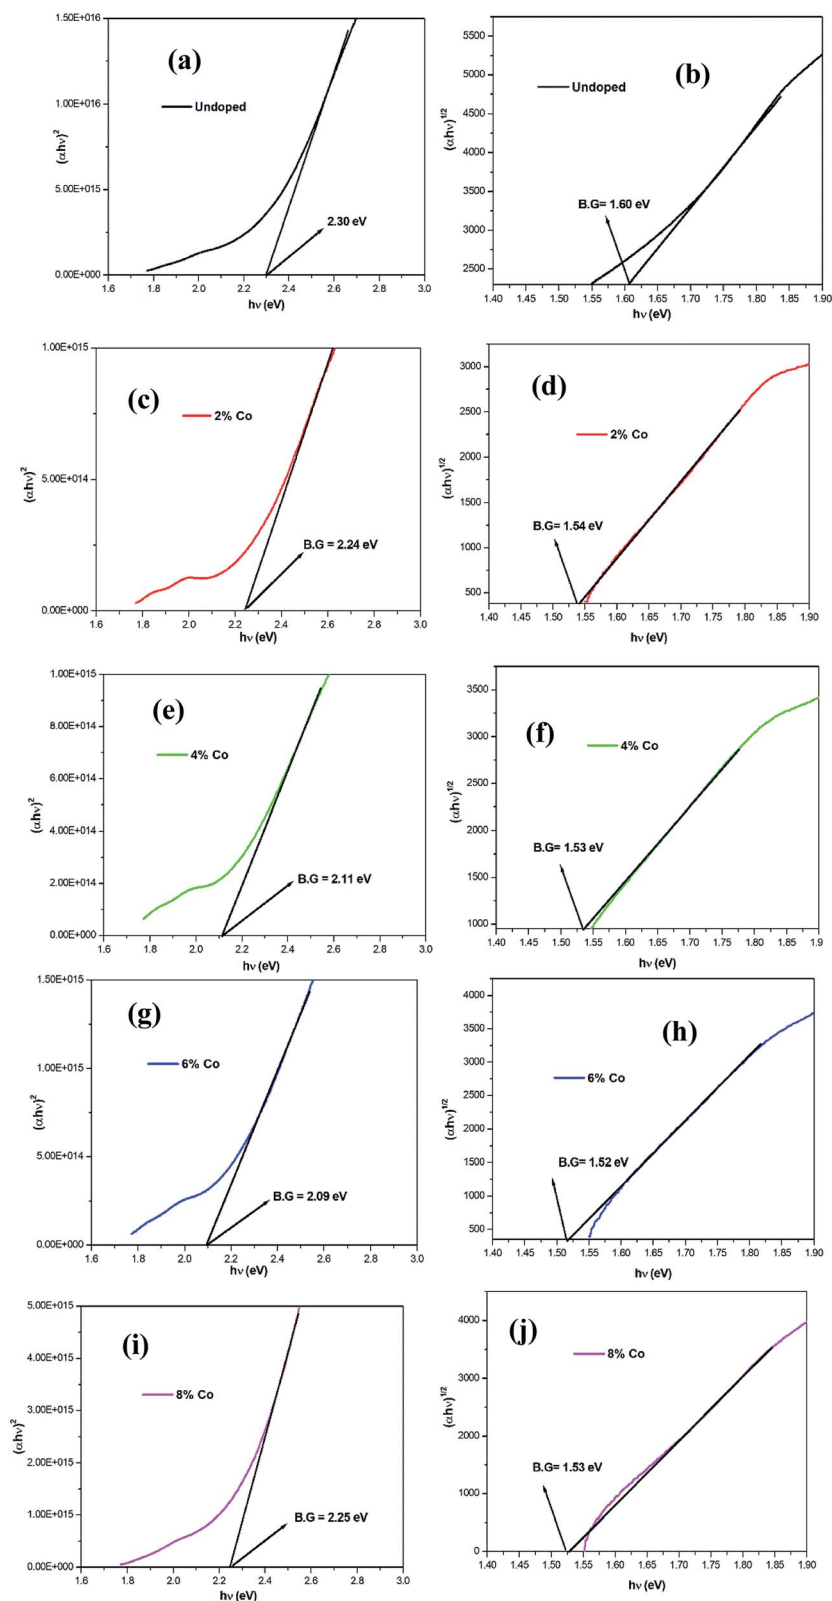 (a)
Undoped
2.30 eV
(αhν)²
1.50E+016
1.00E+016
5.00E+015
0.00E+000
1.6 1.8 2.0 2.2 2.4 2.6 2.8 3.0
hν (eV)
(b)
Undoped
B.G= 1.60 eV
(αhν)^1/2
5500
5000
4500
4000
3500
3000
2500
1.40 1.45 1.50 1.55 1.60 1.65 1.70 1.75 1.80 1.85 1.90
hν (eV)
(c)
2% Co
B.G = 2.24 eV
(αhν)²
1.00E+015
5.00E+014
0.00E+000
1.6 1.8 2.0 2.2 2.4 2.6 2.8 3.0
hν (eV)
(d)
2% Co
B.G= 1.54 eV
(αhν)^1/2
3000
2500
2000
1500
1000
500
1.40 1.45 1.50 1.55 1.60 1.65 1.70 1.75 1.80 1.85 1.90
hν (eV)
(e)
4% Co
B.G = 2.11 eV
(αhν)²
1.00E+015
8.00E+014
6.00E+014
4.00E+014
2.00E+014
0.00E+000
1.6 1.8 2.0 2.2 2.4 2.6 2.8 3.0
hν (eV)
(f)
4% Co
B.G= 1.53 eV
(αhν)^1/2
3500
3000
2500
2000
1500
1000
1.40 1.45 1.50 1.55 1.60 1.65 1.70 1.75 1.80 1.85 1.9
hν (eV)
(g)
6% Co
B.G = 2.09 eV
(αhν)²
1.50E+015
1.00E+015
5.00E+014
0.00E+000
1.6 1.8 2.0 2.2 2.4 2.6 2.8 3.0
hν (eV)
(h)
6% Co
B.G= 1.52 eV
(αhν)^1/2
4000
3500
3000
2500
2000
1500
1000
500
1.40 1.45 1.50 1.55 1.60 1.65 1.70 1.75 1.80 1.85 1.90
hν (eV)
(i)
8% Co
B.G = 2.25 eV
(αhν)²
5.00E+015
4.00E+015
3.00E+015
2.00E+015
1.00E+015
0.00E+000
1.6 1.8 2.0 2.2 2.4 2.6 2.8 3.0
hν (eV)
(j)
8% Co
B.G= 1.53 eV
(αhν)^1/2
4000
3000
2000
1000
0
1.40 1.45 1.50 1.55 1.60 1.65 1.70 1.75 1.80 1.85 1.90
hν (eV)